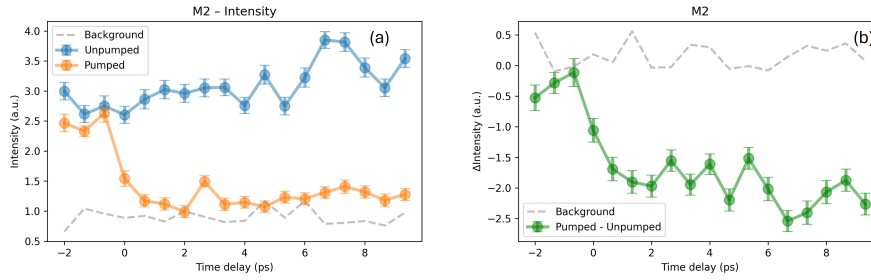 M2 – Intensity
(a)
Background
Unpumped
Pumped
Intensity (a.u.)
4.0
3.5
3.0
2.5
2.0
1.5
1.0
0.5
−2 0 2 4 6 8
Time delay (ps)
M2
(b)
ΔIntensity (a.u.)
0.5
0.0
−0.5
−1.0
−1.5
−2.0
−2.5
Background
Pumped - Unpumped
−2 0 2 4 6 8
Time delay (ps)